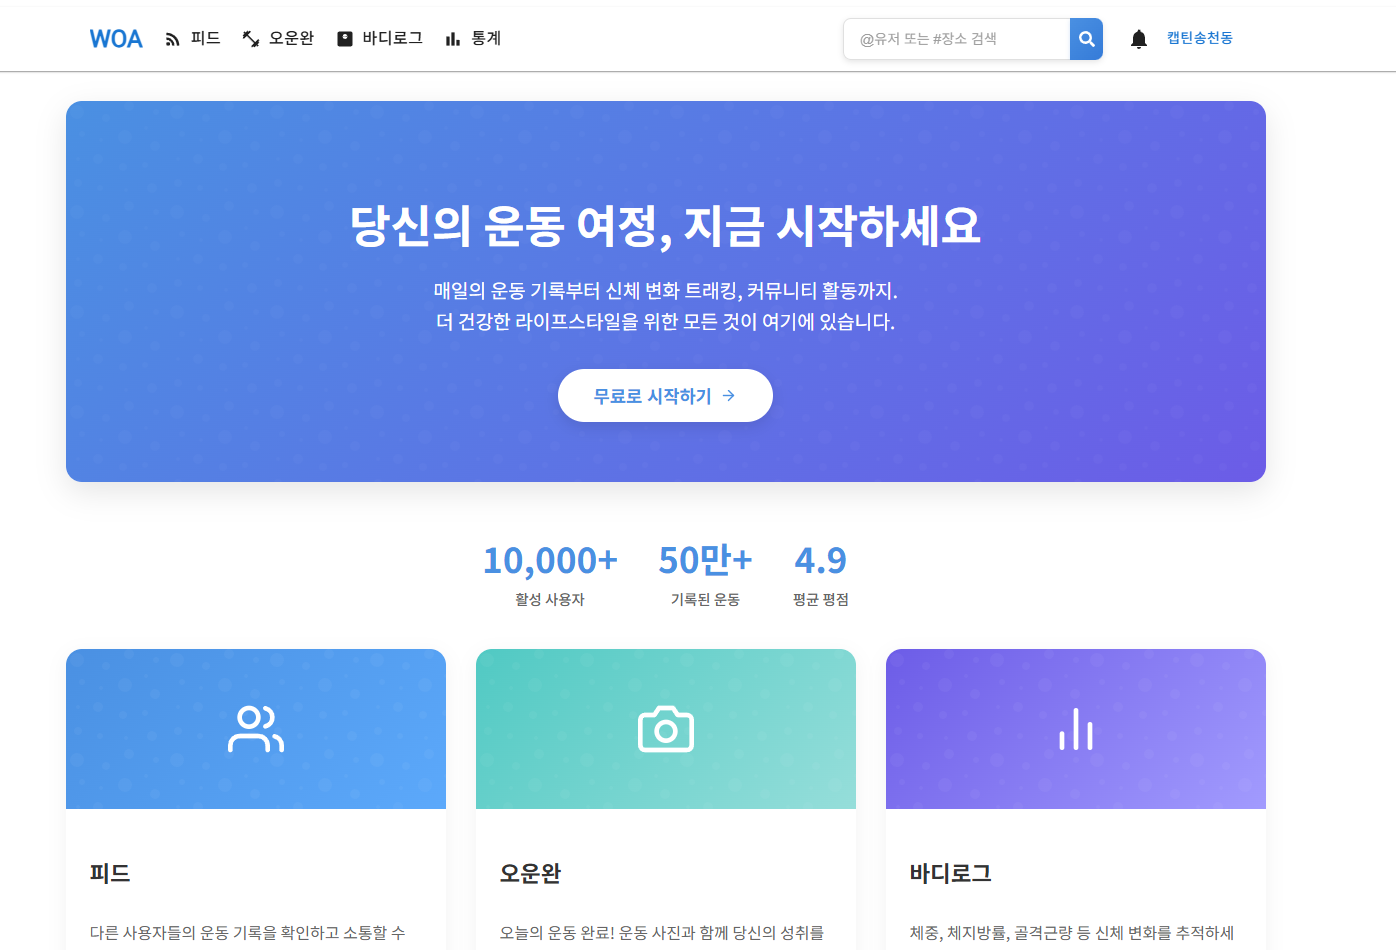 WOA 피드 오운완 바디로그 통계 @유저 또는 #장소 검색 캡틴송천동
당신의 운동 여정, 지금 시작하세요
매일의 운동 기록부터 신체 변화 트래킹, 커뮤니티 활동까지.
더 건강한 라이프스타일을 위한 모든 것이 여기에 있습니다.
무료로 시작하기 →
10,000+ 50만+ 4.9
활성 사용자 기록된 운동 평균 평점
피드
다른 사용자들의 운동 기록을 확인하고 소통할 수
오운완
오늘의 운동 완료! 운동 사진과 함께 당신의 성취를
바디로그
체중, 체지방률, 골격근량 등 신체 변화를 추적하세